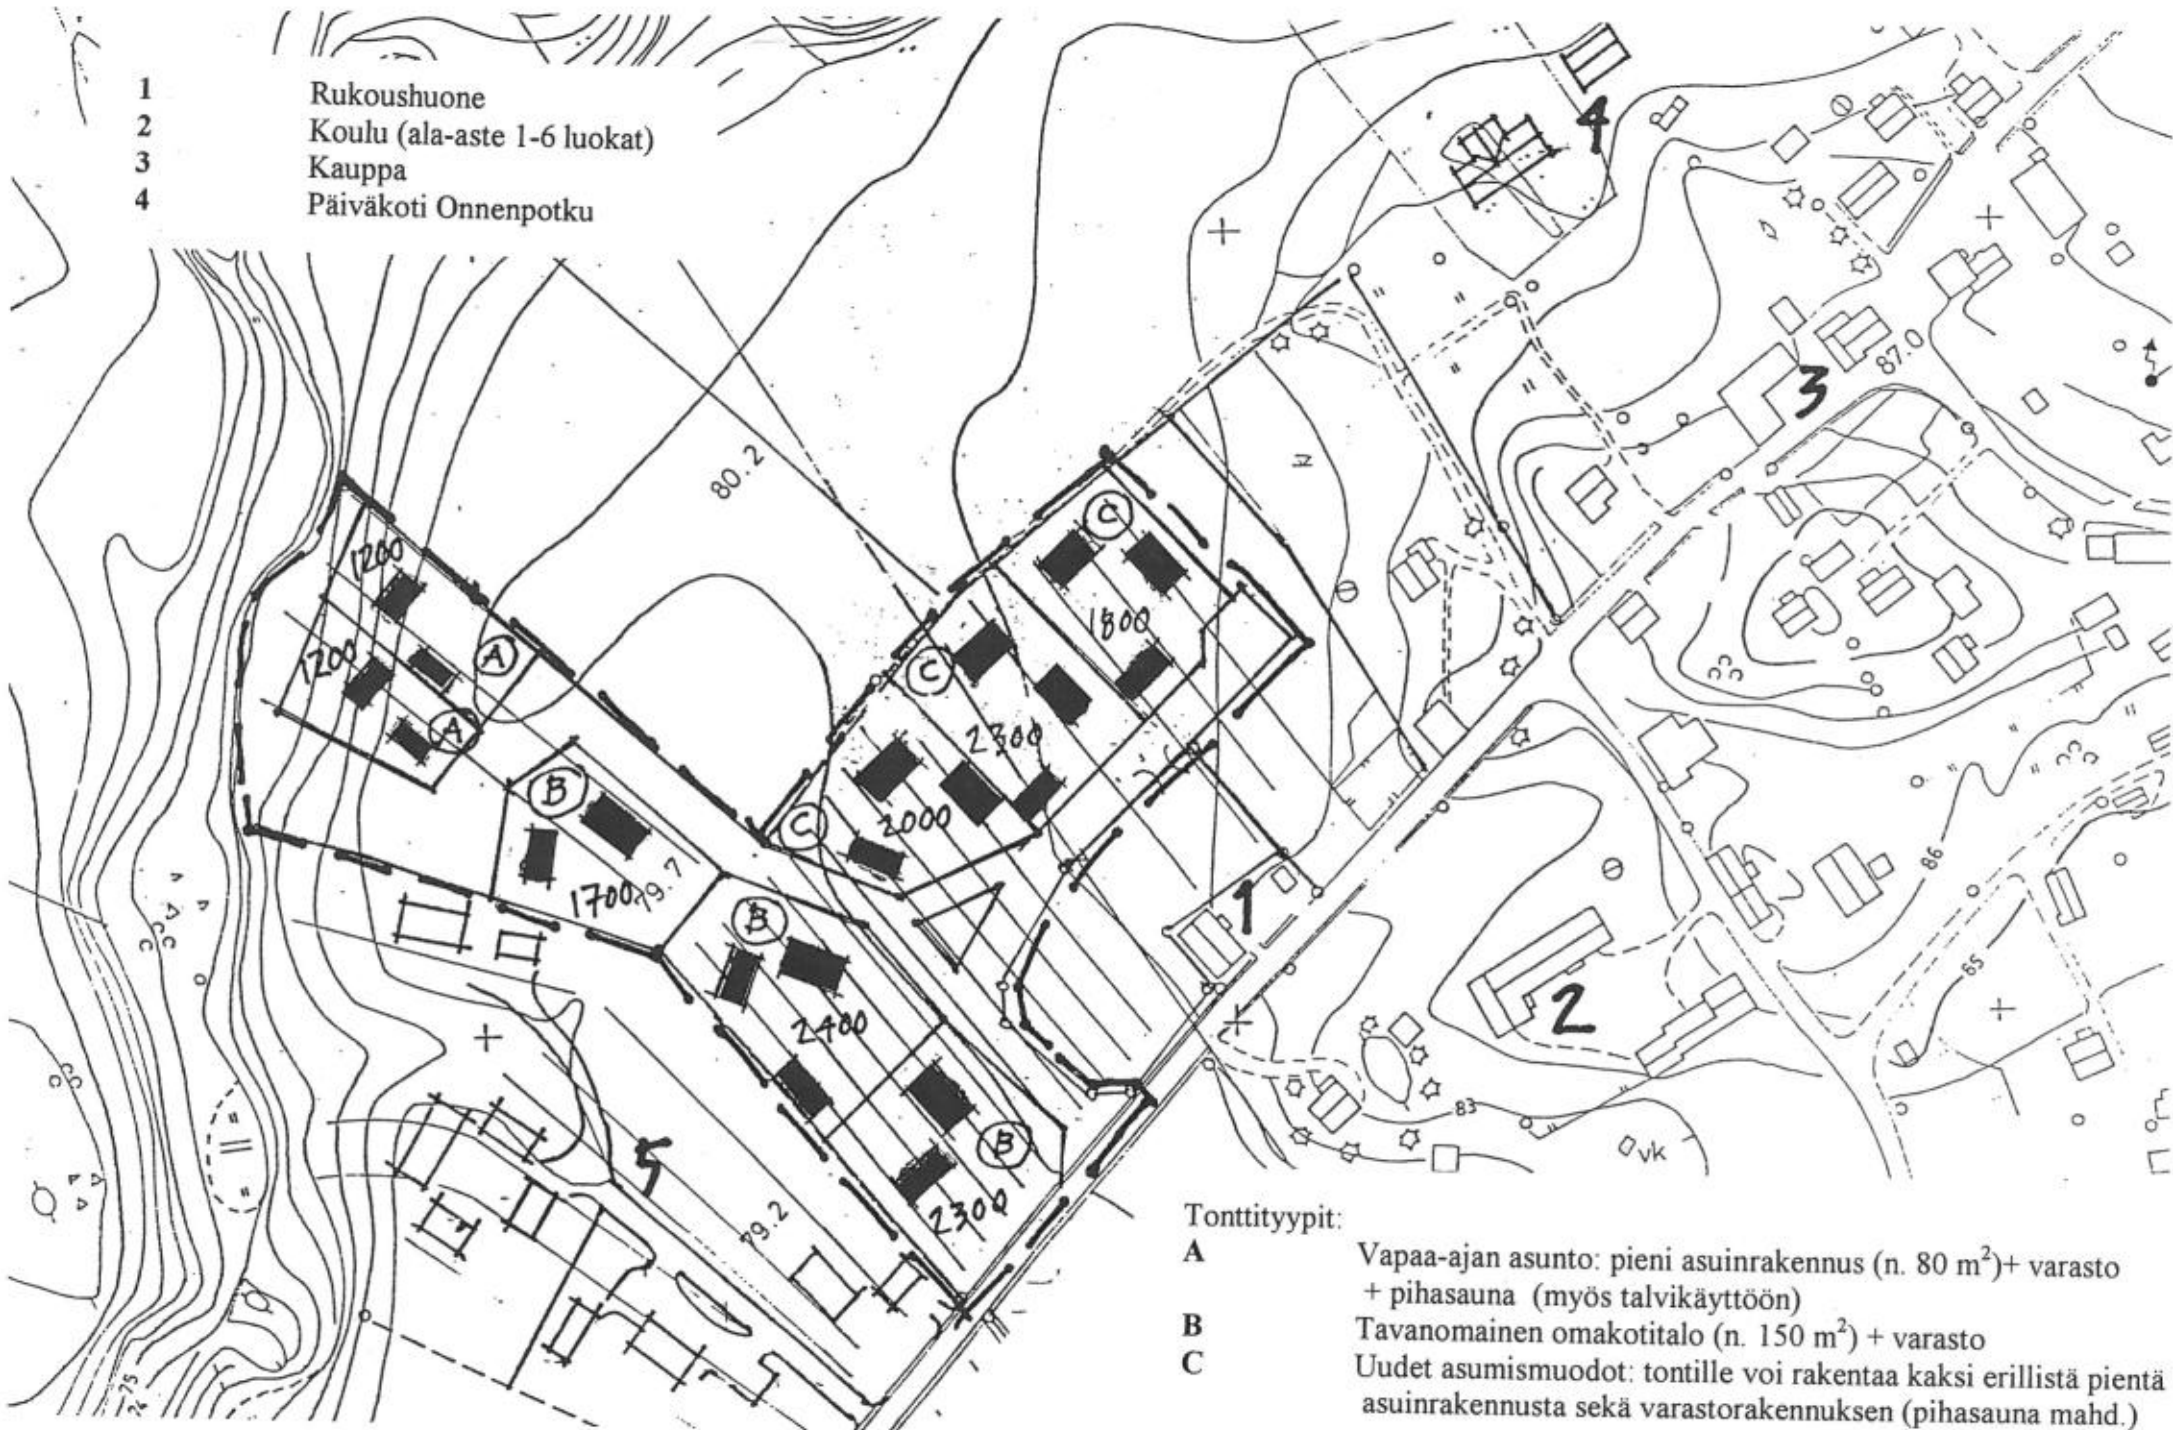 1 Rukoushuone
2 Koulu (ala-aste 1-6 luokat)
3 Kauppa
4 Päiväkoti Onnenpotku
4
3
87.0
80.2
1200
A
1200
A
C
1800
C
2300
C
2000
B
1700
79.7
B
2400
B
2300
1
2
86
85
83
vk
5
79.2
75
74
Tonttityypit:
A Vapaa-ajan asunto: pieni asuinrakennus (n. 80 m²)+ varasto
+ pihasauna (myös talvikäyttöön)
B Tavanomainen omakotitalo (n. 150 m²) + varasto
C Uudet asumismuodot: tontille voi rakentaa kaksi erillistä pientä
asuinrakennusta sekä varastorakennuksen (pihasauna mahd.)